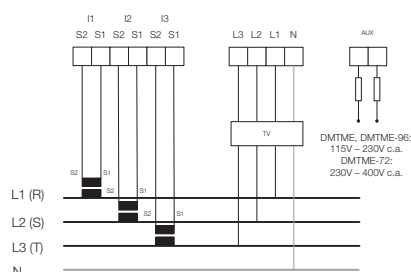 I1 I2 I3
S2 S1 S2 S1 S2 S1 L3 L2 L1 N AUX
TV
DMTME, DMTME-96:
115V – 230V c.a.
DMTME-72:
230V – 400V c.a.
S2 S1
L1 (R)
S2 S1
L2 (S)
S2 S1
L3 (T)
N